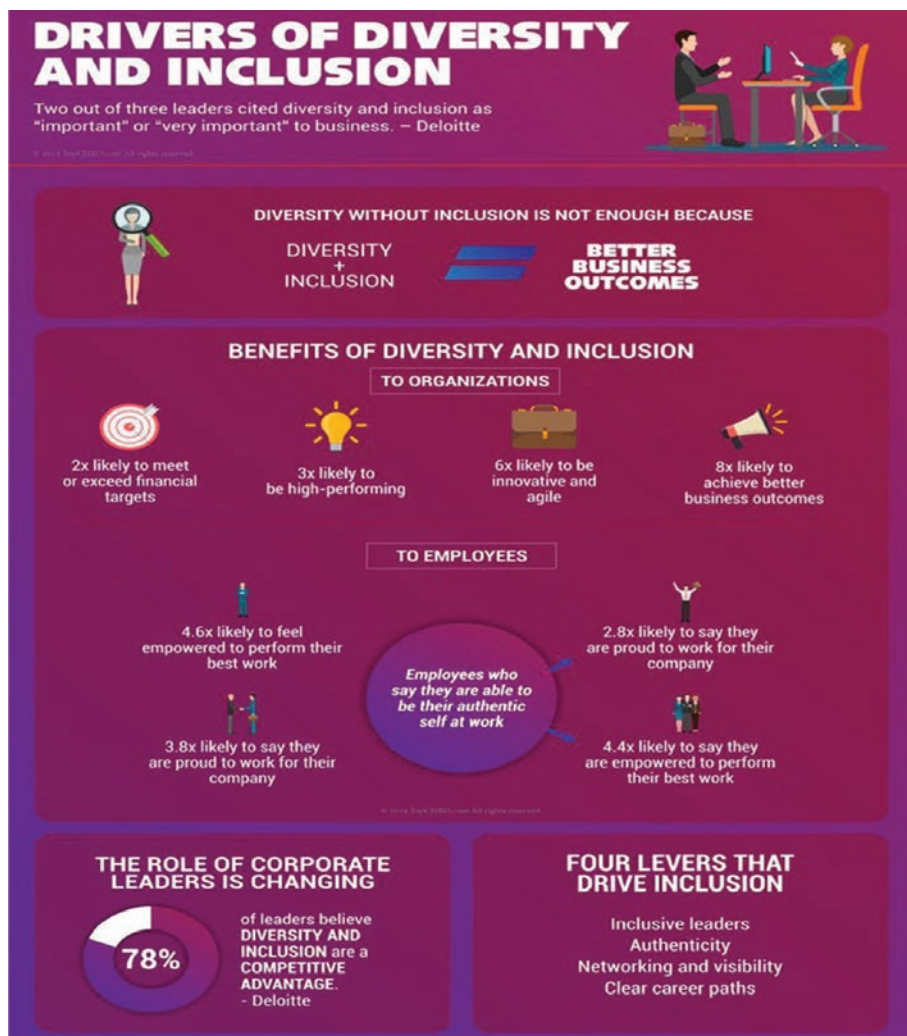 DRIVERS OF DIVERSITY
AND INCLUSION
Two out of three leaders cited diversity and inclusion as
“important” or “very important” to business. – Deloitte
All rights reserved.
DIVERSITY WITHOUT INCLUSION IS NOT ENOUGH BECAUSE
DIVERSITY
+
INCLUSION
=
BETTER
BUSINESS
OUTCOMES
BENEFITS OF DIVERSITY AND INCLUSION
TO ORGANIZATIONS
2x likely to meet
or exceed financial
targets
3x likely to
be high-performing
6x likely to be
innovative and
agile
8x likely to
achieve better
business outcomes
TO EMPLOYEES
4.6x likely to feel
empowered to perform their
best work
3.8x likely to say they
are proud to work for their
company
Employees who
say they are able to
be their authentic
self at work
2.8x likely to say they
are proud to work for their
company
4.4x likely to say they
are empowered to perform
their best work
All rights reserved.
THE ROLE OF CORPORATE
LEADERS IS CHANGING
78%
of leaders believe
DIVERSITY AND
INCLUSION are a
COMPETITIVE
ADVANTAGE.
- Deloitte
FOUR LEVERS THAT
DRIVE INCLUSION
Inclusive leaders
Authenticity
Networking and visibility
Clear career paths